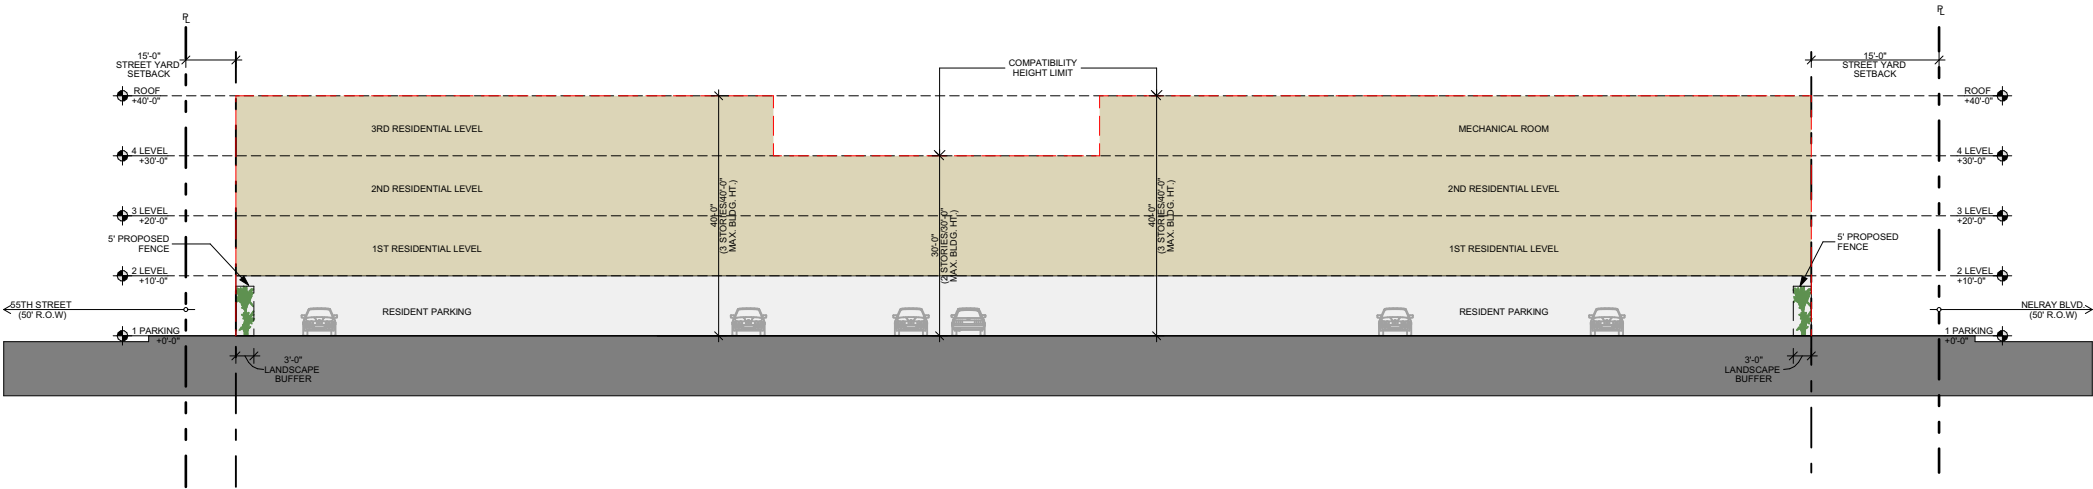 PL
PL
15'-0"
STREET YARD
SETBACK
COMPATIBILITY
HEIGHT LIMIT
15'-0"
STREET YARD
SETBACK
ROOF
+40'-0"
ROOF
+40'-0"
3RD RESIDENTIAL LEVEL
MECHANICAL ROOM
4 LEVEL
+30'-0"
4 LEVEL
+30'-0"
2ND RESIDENTIAL LEVEL
2ND RESIDENTIAL LEVEL
40'-0"
(3 STORIES/40'-0"
MAX. BLDG. HT.)
30'-0"
(2 STORIES/30'-0"
MAX. BLDG. HT.)
40'-0"
(3 STORIES/40'-0"
MAX. BLDG. HT.)
3 LEVEL
+20'-0"
3 LEVEL
+20'-0"
5' PROPOSED
FENCE
1ST RESIDENTIAL LEVEL
1ST RESIDENTIAL LEVEL
5' PROPOSED
FENCE
2 LEVEL
+10'-0"
2 LEVEL
+10'-0"
55TH STREET
(50' R.O.W)
RESIDENT PARKING
RESIDENT PARKING
NELRAY BLVD.
(50' R.O.W)
1 PARKING
+0'-0"
1 PARKING
+0'-0"
3'-0"
LANDSCAPE
BUFFER
3'-0"
LANDSCAPE
BUFFER